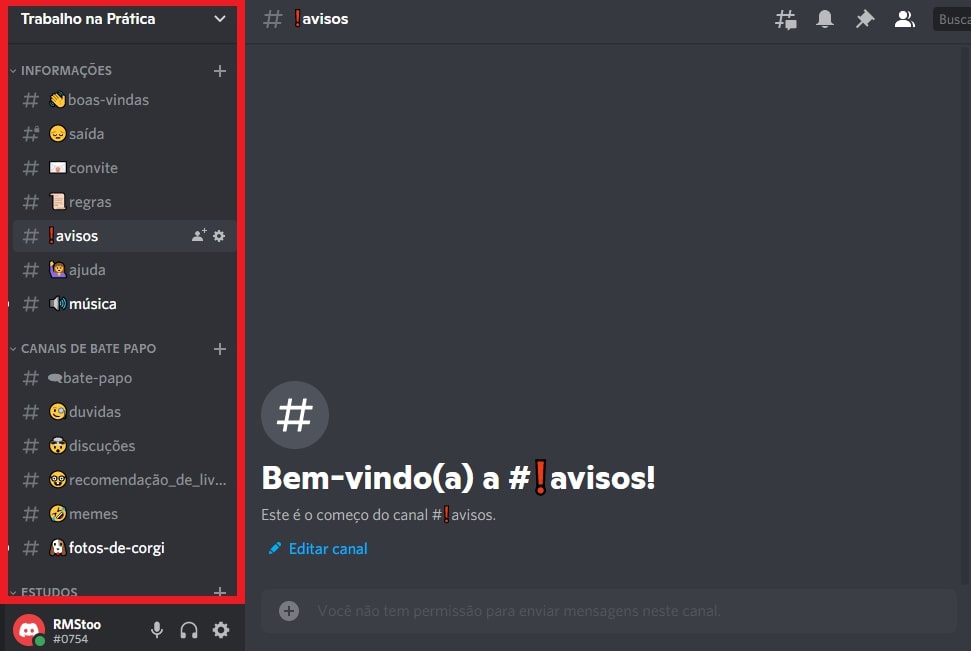 Trabalho na Prática
INFORMAÇÕES
👋boas-vindas
😔saída
💌convite
📜regras
❗avisos
🙋ajuda
🔊música
CANAIS DE BATE PAPO
🗨bate-papo
🧐duvidas
🤯discuções
🤓recomendação_de_liv...
🤣memes
🐶fotos-de-corgi
ESTUDOS
RMStoo
#0754
# ❗avisos
Busca
#
Bem-vindo(a) a #❗avisos!
Este é o começo do canal #❗avisos.
Editar canal
Você não tem permissão para enviar mensagens neste canal.